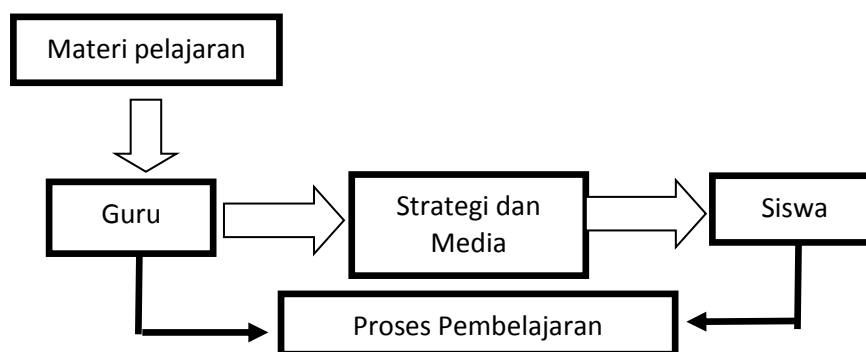 Materi pelajaran
Guru
Strategi dan
Media
Siswa
Proses Pembelajaran